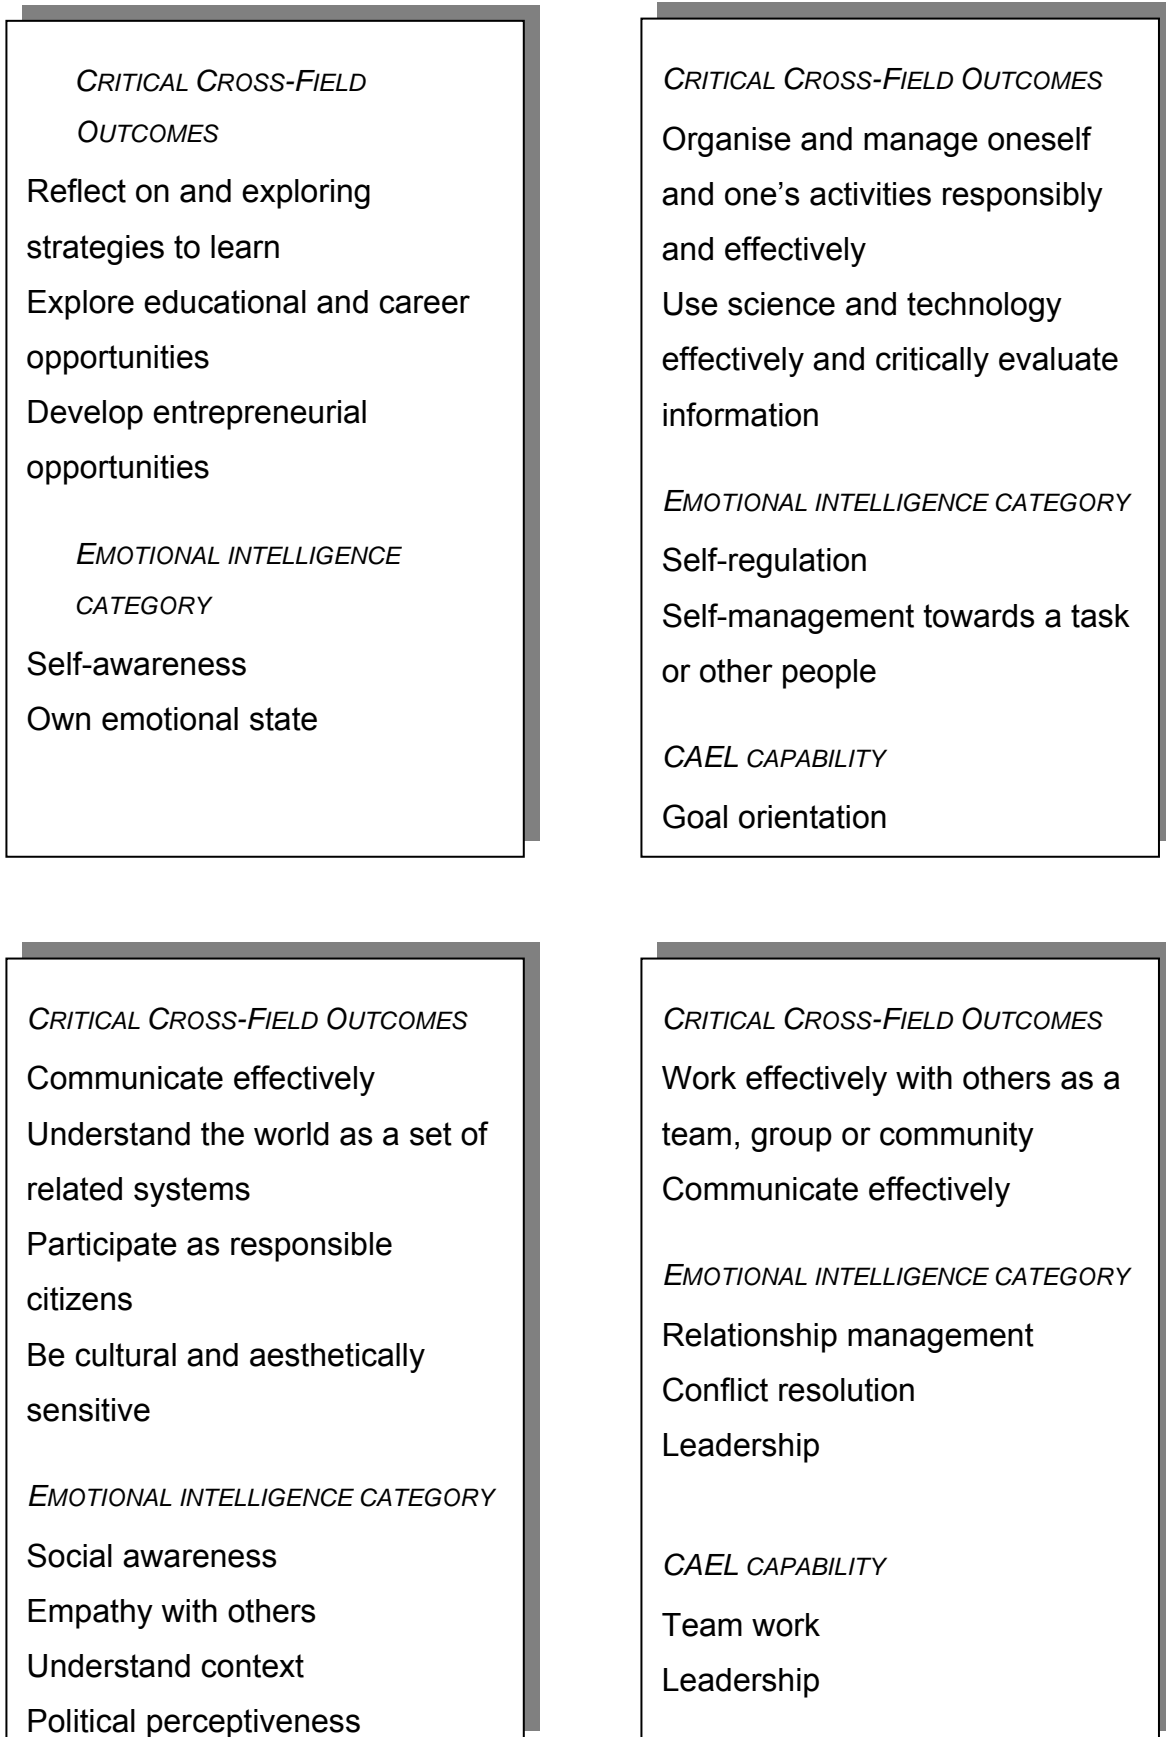 CRITICAL CROSS-FIELD
OUTCOMES
Reflect on and exploring
strategies to learn
Explore educational and career
opportunities
Develop entrepreneurial
opportunities
EMOTIONAL INTELLIGENCE
CATEGORY
Self-awareness
Own emotional state
CRITICAL CROSS-FIELD OUTCOMES
Organise and manage oneself
and one’s activities responsibly
and effectively
Use science and technology
effectively and critically evaluate
information
EMOTIONAL INTELLIGENCE CATEGORY
Self-regulation
Self-management towards a task
or other people
CAEL CAPABILITY
Goal orientation
CRITICAL CROSS-FIELD OUTCOMES
Communicate effectively
Understand the world as a set of
related systems
Participate as responsible
citizens
Be cultural and aesthetically
sensitive
EMOTIONAL INTELLIGENCE CATEGORY
Social awareness
Empathy with others
Understand context
Political perceptiveness
CRITICAL CROSS-FIELD OUTCOMES
Work effectively with others as a
team, group or community
Communicate effectively
EMOTIONAL INTELLIGENCE CATEGORY
Relationship management
Conflict resolution
Leadership
CAEL CAPABILITY
Team work
Leadership